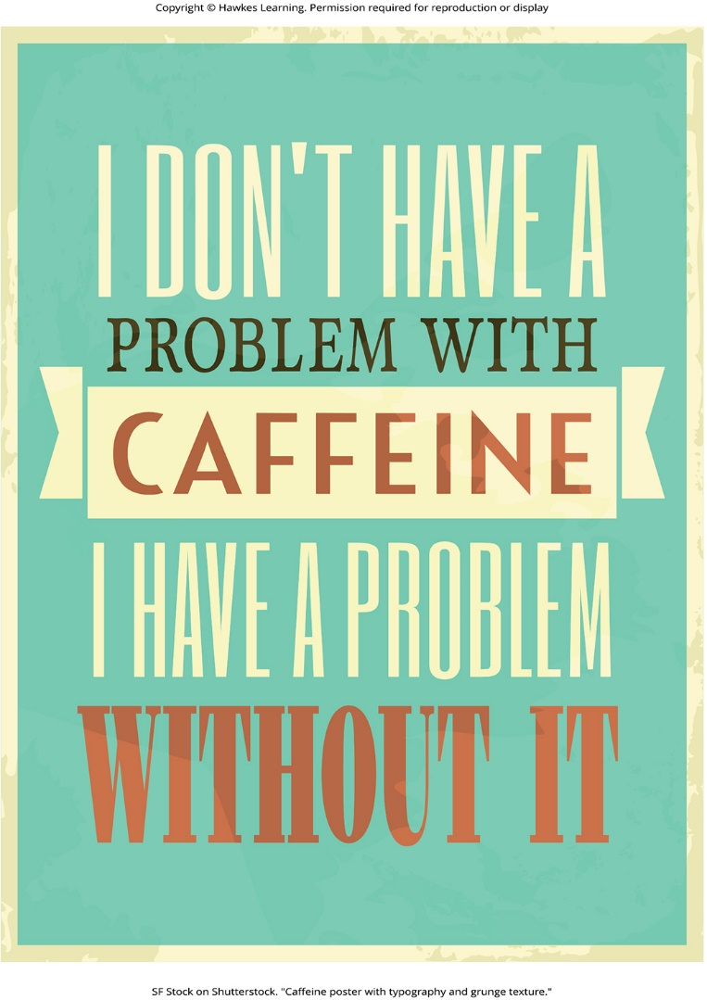 Copyright © Hawkes Learning. Permission required for reproduction or display
I DON'T HAVE A
PROBLEM WITH
CAFFEINE
I HAVE A PROBLEM
WITHOUT IT
SF Stock on Shutterstock. "Caffeine poster with typography and grunge texture."